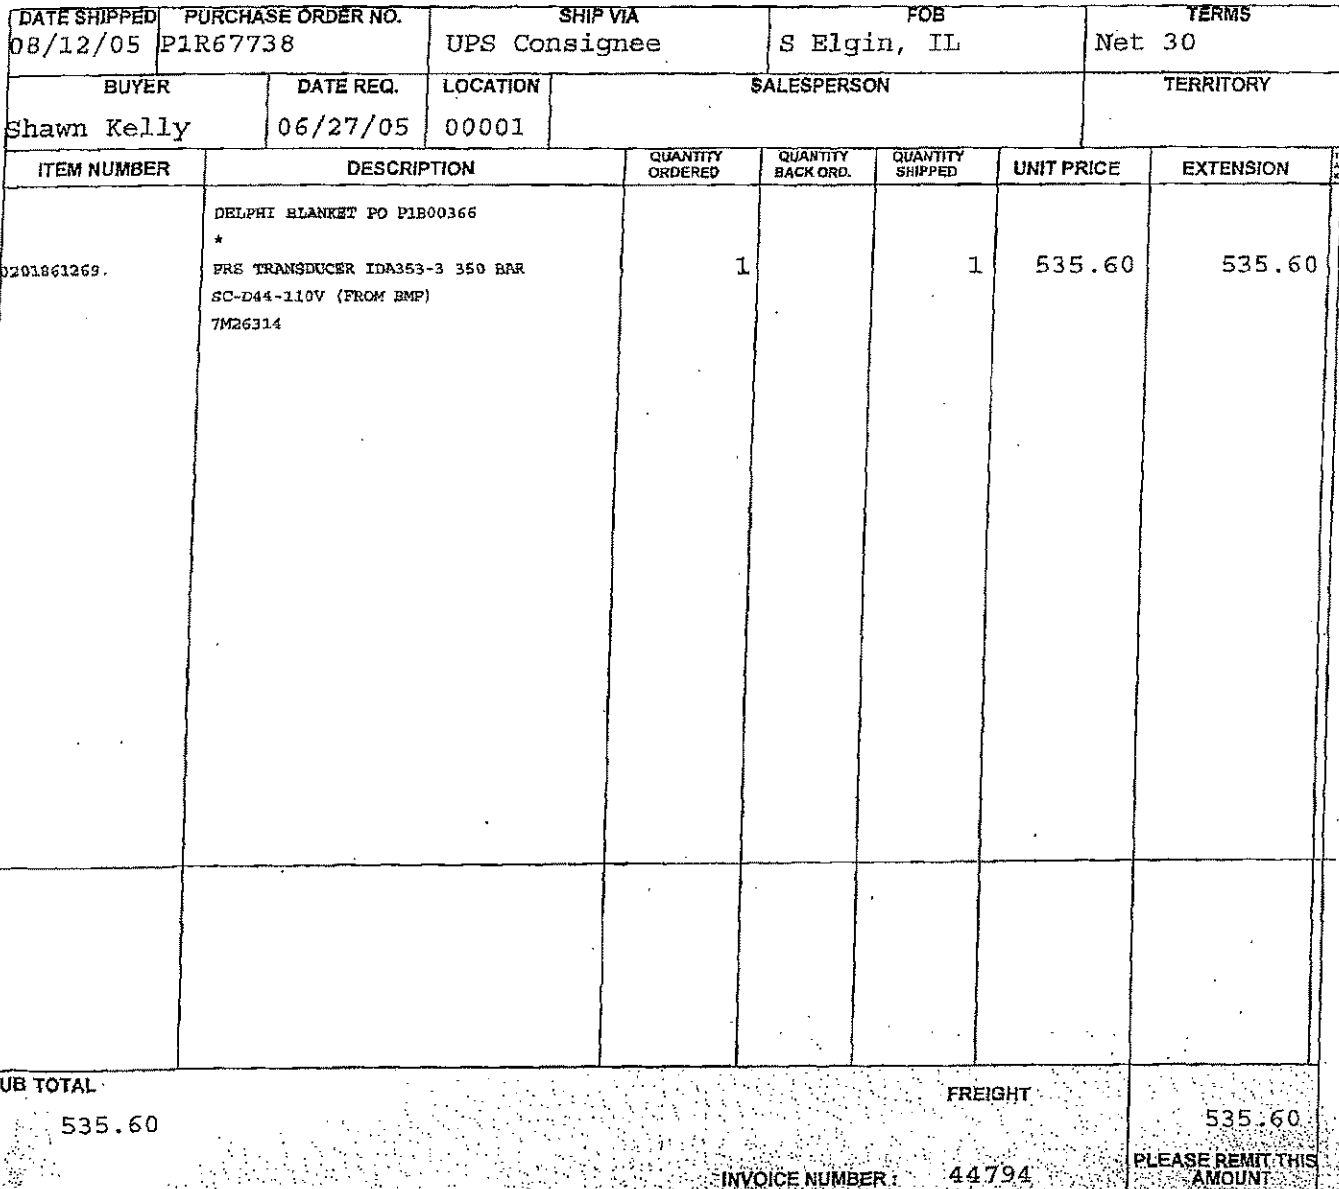 DATE SHIPPED PURCHASE ORDER NO. SHIP VIA FOB TERMS
08/12/05 P1R67738 UPS Consignee S Elgin, IL Net 30
BUYER DATE REQ. LOCATION SALESPERSON TERRITORY
Shawn Kelly 06/27/05 00001
ITEM NUMBER DESCRIPTION QUANTITY ORDERED QUANTITY BACK ORD. QUANTITY SHIPPED UNIT PRICE EXTENSION
DELPHI BLANKET PO P1B00366
*
0201861269. PRS TRANSDUCER IDA353-3 350 BAR 1 1 535.60 535.60
SC-D44-110V (FROM BMP)
7M26314
UB TOTAL FREIGHT
535.60 535.60
INVOICE NUMBER: 44794 PLEASE REMIT THIS AMOUNT